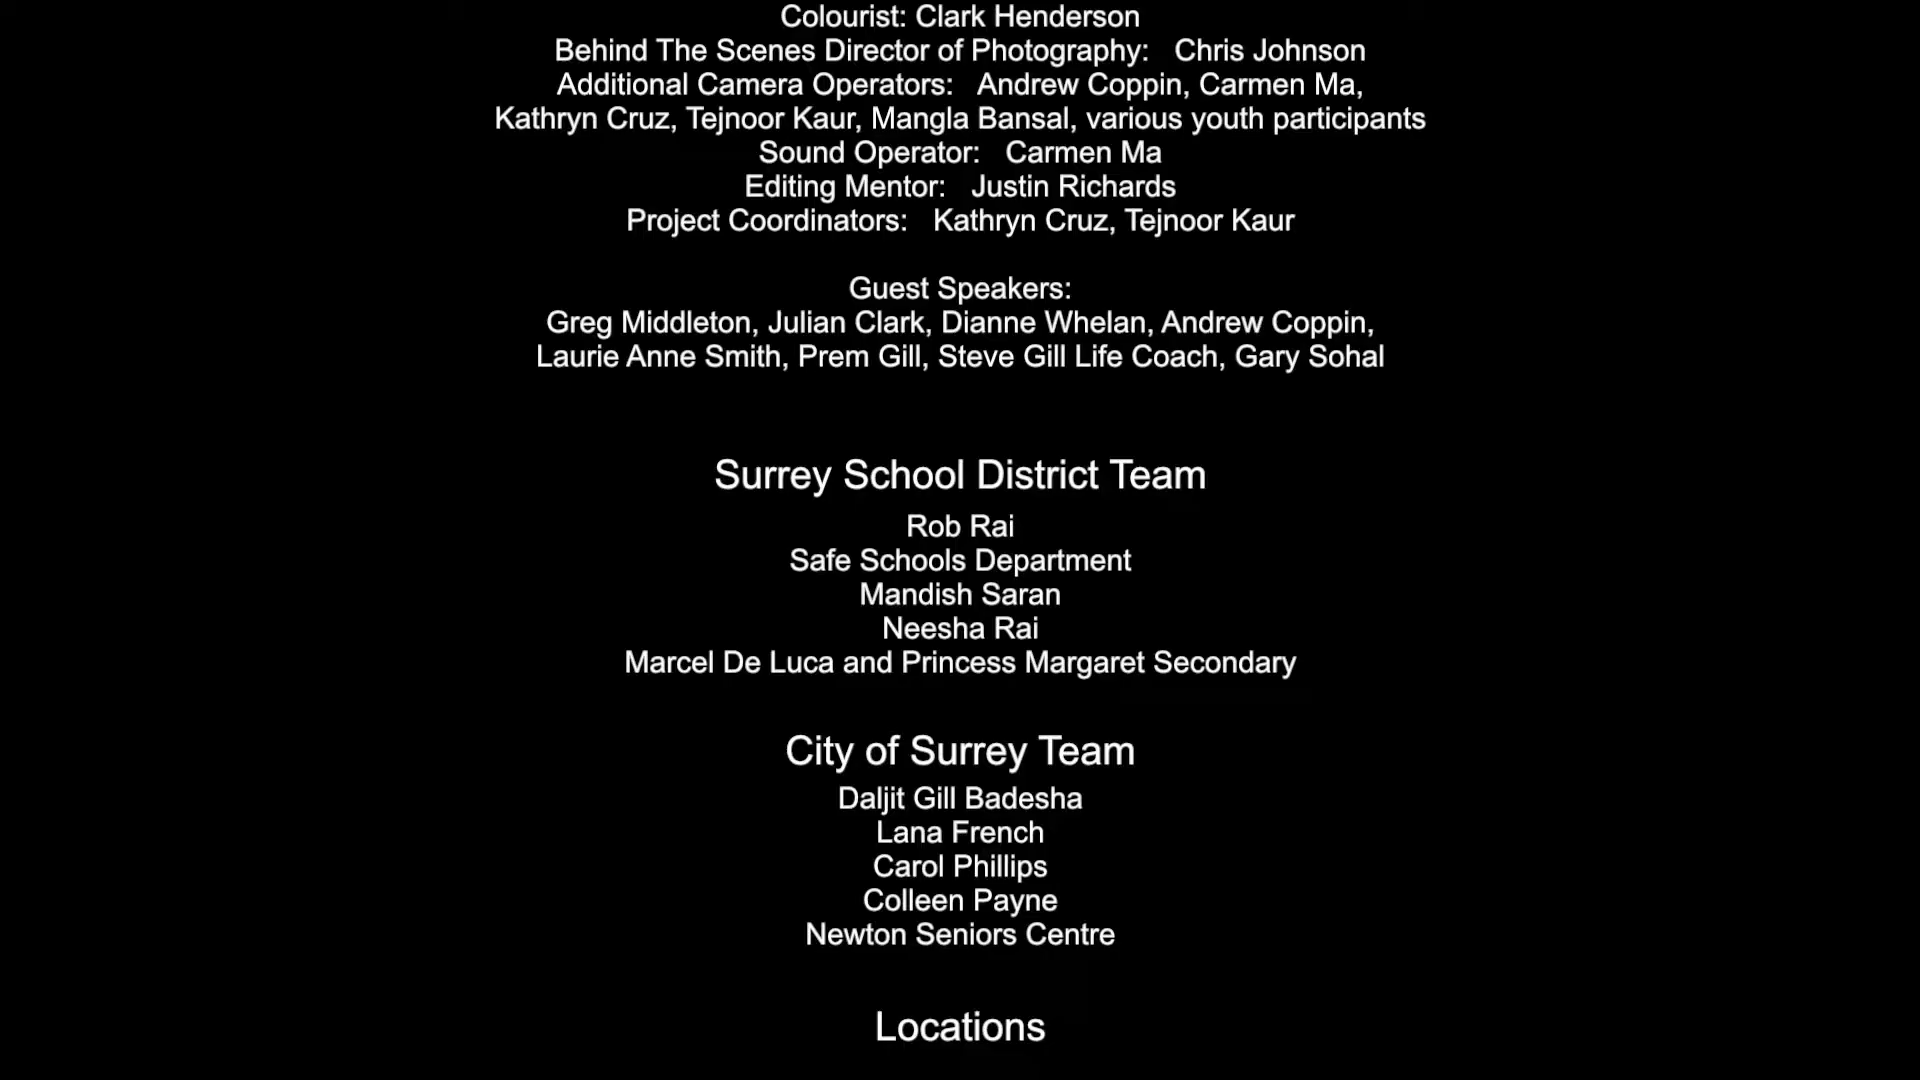 Colourist: Clark Henderson
Behind The Scenes Director of Photography: Chris Johnson
Additional Camera Operators: Andrew Coppin, Carmen Ma,
Kathryn Cruz, Tejnoor Kaur, Mangla Bansal, various youth participants
Sound Operator: Carmen Ma
Editing Mentor: Justin Richards
Project Coordinators: Kathryn Cruz, Tejnoor Kaur
Guest Speakers:
Greg Middleton, Julian Clark, Dianne Whelan, Andrew Coppin,
Laurie Anne Smith, Prem Gill, Steve Gill Life Coach, Gary Sohal
Surrey School District Team
Rob Rai
Safe Schools Department
Mandish Saran
Neesha Rai
Marcel De Luca and Princess Margaret Secondary
City of Surrey Team
Daljit Gill Badesha
Lana French
Carol Phillips
Colleen Payne
Newton Seniors Centre
Locations